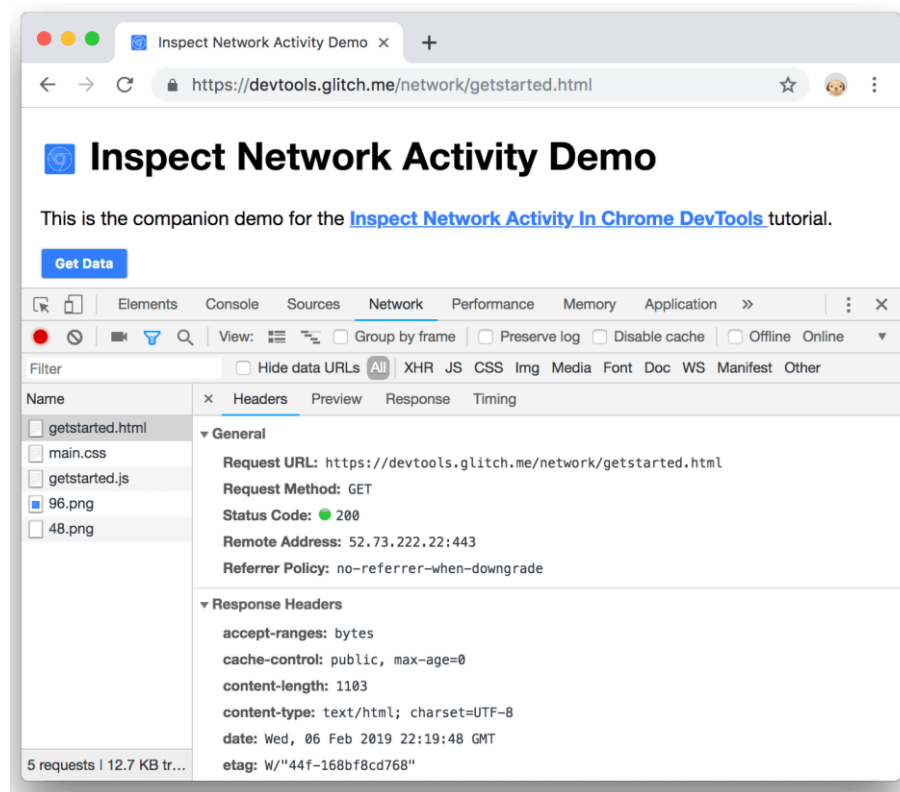 Inspect Network Activity Demo
https://devtools.glitch.me/network/getstarted.html
Inspect Network Activity Demo
This is the companion demo for the Inspect Network Activity In Chrome DevTools tutorial.
Get Data
Elements Console Sources Network Performance Memory Application »
View: Group by frame Preserve log Disable cache Offline Online
Filter Hide data URLs All XHR JS CSS Img Media Font Doc WS Manifest Other
Name
getstarted.html
main.css
getstarted.js
96.png
48.png
5 requests | 12.7 KB tr...
× Headers Preview Response Timing
General
Request URL: https://devtools.glitch.me/network/getstarted.html
Request Method: GET
Status Code: 200
Remote Address: 52.73.222.22:443
Referrer Policy: no-referrer-when-downgrade
Response Headers
accept-ranges: bytes
cache-control: public, max-age=0
content-length: 1103
content-type: text/html; charset=UTF-8
date: Wed, 06 Feb 2019 22:19:48 GMT
etag: W/"44f-168bf8cd768"